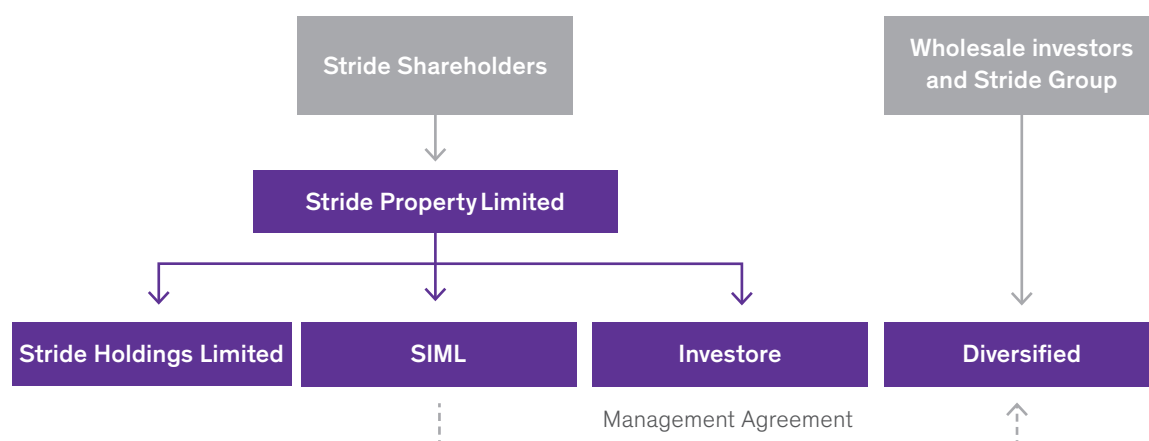 Stride Shareholders
Wholesale investors
and Stride Group
Stride Property Limited
Stride Holdings Limited
SIML
Investore
Diversified
Management Agreement